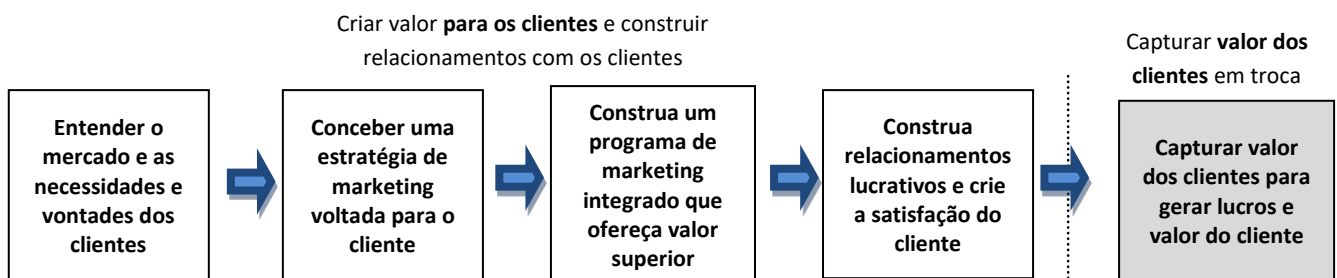 Criar valor para os clientes e construir
relacionamentos com os clientes
Capturar valor dos
clientes em troca
Entender o
mercado e as
necessidades e
vontades dos
clientes
Conceber uma
estratégia de
marketing
voltada para o
cliente
Construa um
programa de
marketing
integrado que
ofereça valor
superior
Construa
relacionamentos
lucrativos e crie
a satisfação do
cliente
Capturar valor
dos clientes para
gerar lucros e
valor do cliente